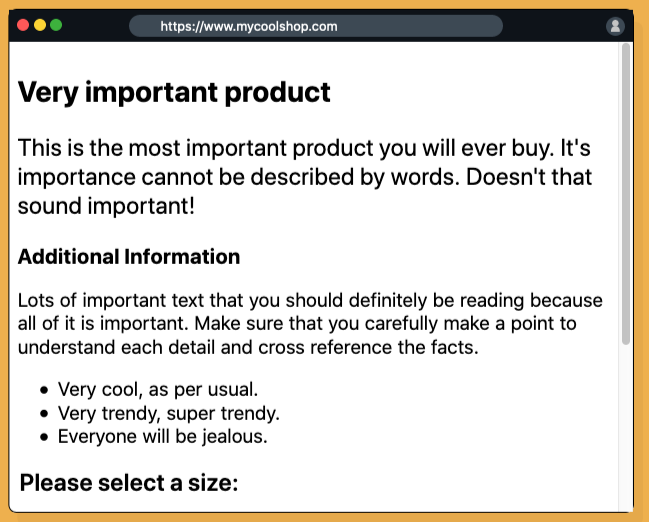 https://www.mycoolshop.com
Very important product
This is the most important product you will ever buy. It's
importance cannot be described by words. Doesn't that
sound important!
Additional Information
Lots of important text that you should definitely be reading because
all of it is important. Make sure that you carefully make a point to
understand each detail and cross reference the facts.
• Very cool, as per usual.
• Very trendy, super trendy.
• Everyone will be jealous.
Please select a size: